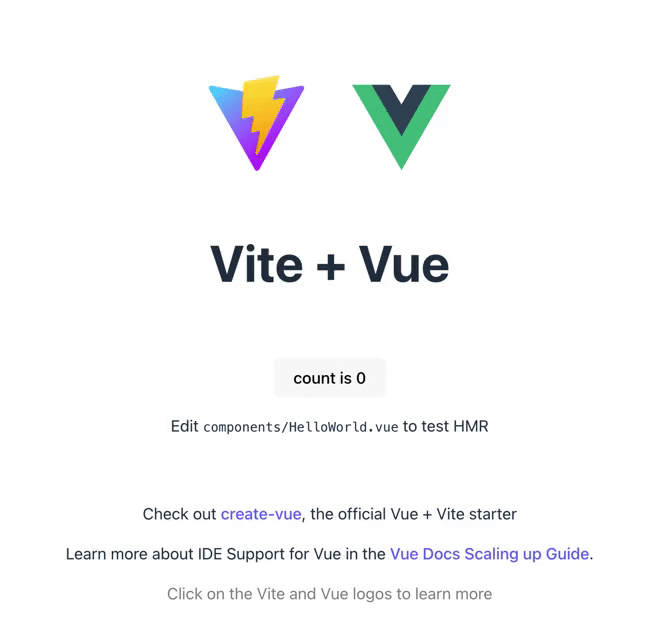 Vite + Vue
count is 0
Edit components/HelloWorld.vue to test HMR
Check out create-vue, the official Vue + Vite starter
Learn more about IDE Support for Vue in the Vue Docs Scaling up Guide.
Click on the Vite and Vue logos to learn more